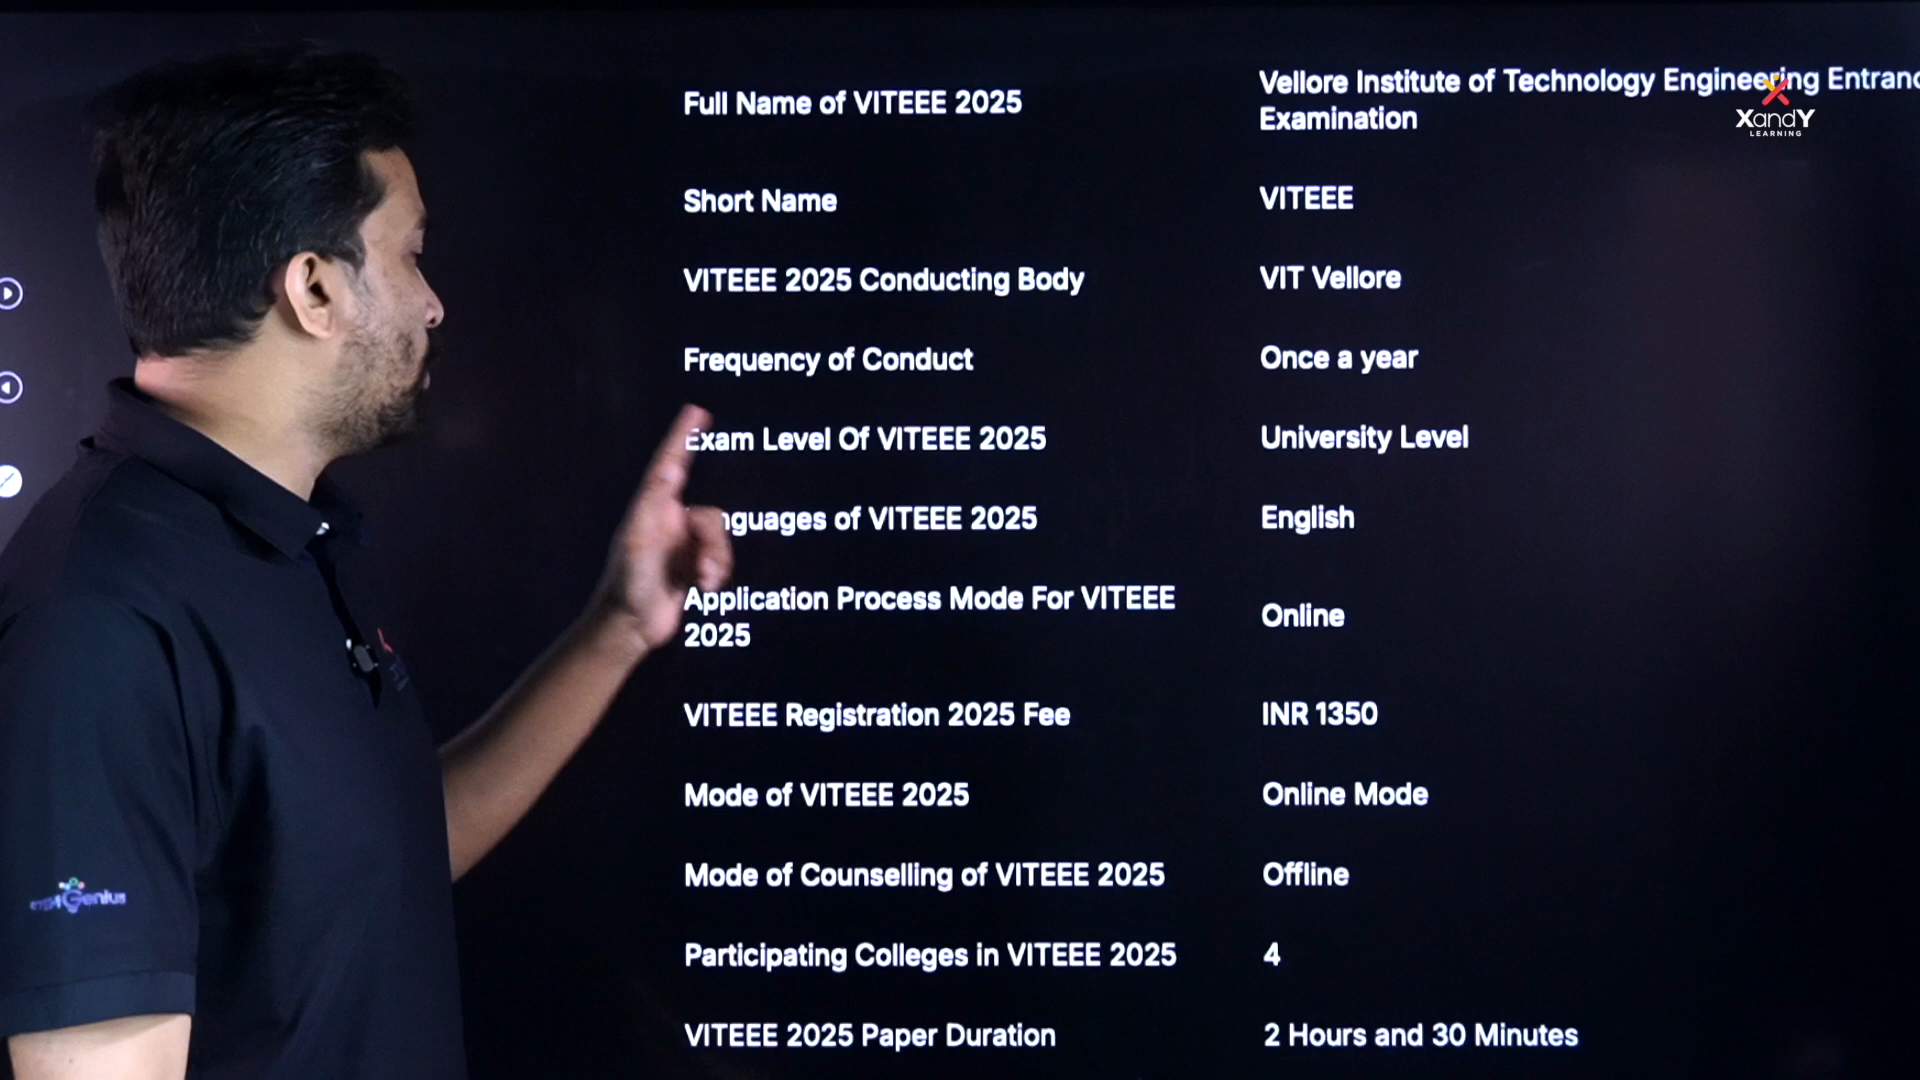 Full Name of VITEEE 2025
Vellore Institute of Technology Engineering
Examination
XandY
LEARNING
Short Name
VITEEE
VITEEE 2025 Conducting Body
VIT Vellore
Frequency of Conduct
Once a year
Exam Level Of VITEEE 2025
University Level
of VITEEE 2025
English
Application Process Mode For VITEEE
2025
Online
VITEEE Registration 2025 Fee
INR 1350
Mode of VITEEE 2025
Online Mode
Mode of Counselling of VITEEE 2025
Offline
Participating Colleges in VITEEE 2025
4
VITEEE 2025 Paper Duration
2 Hours and 30 Minutes
Genius